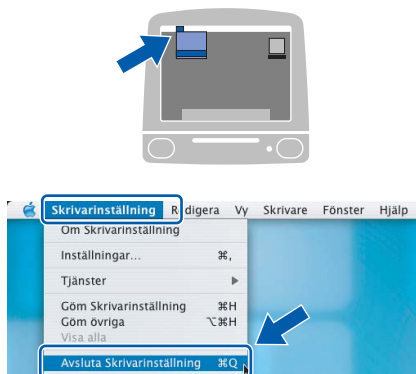 Skrivarinställning Redigera Vy Skrivare Fönster Hjälp
Om Skrivarinställning
Inställningar... ⌘,
Tjänster ▶
Göm Skrivarinställning ⌘H
Göm övriga ⌥⌘H
Visa alla
Avsluta Skrivarinställning ⌘Q